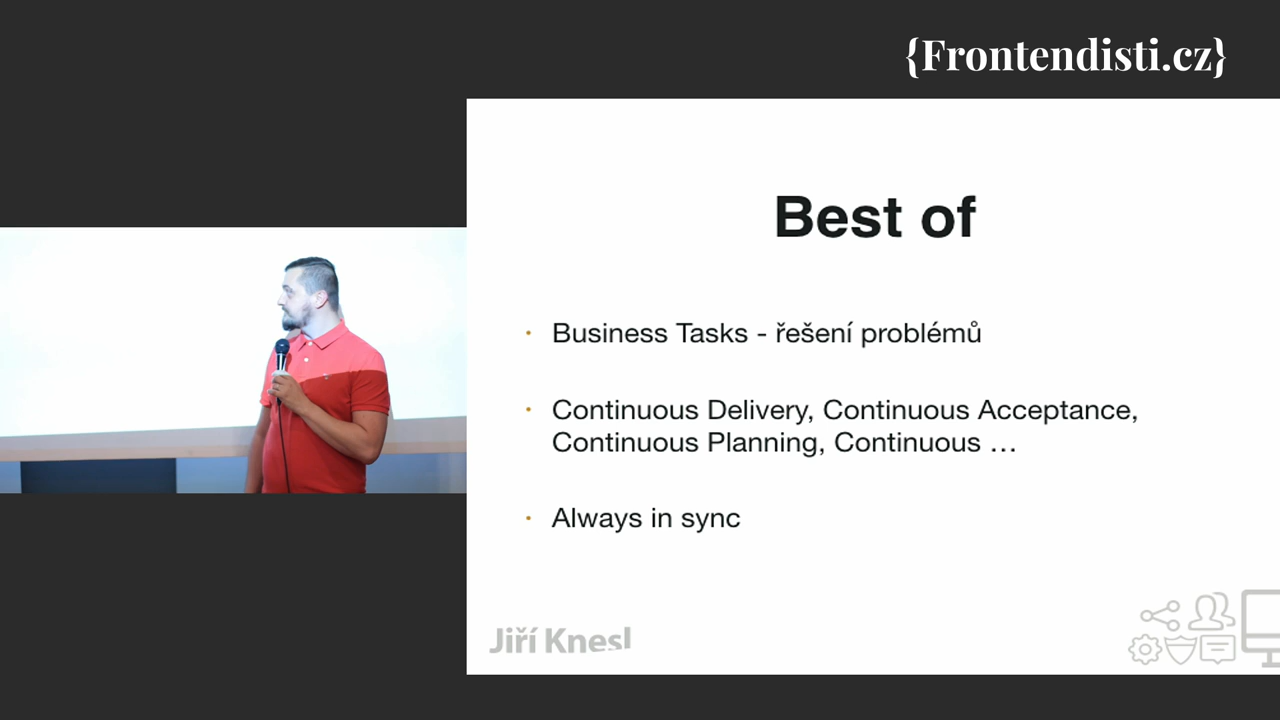 {Frontendisti.cz}
Best of
Business Tasks - řešení problémů
Continuous Delivery, Continuous Acceptance,
Continuous Planning, Continuous …
Always in sync
Jiří Knesl